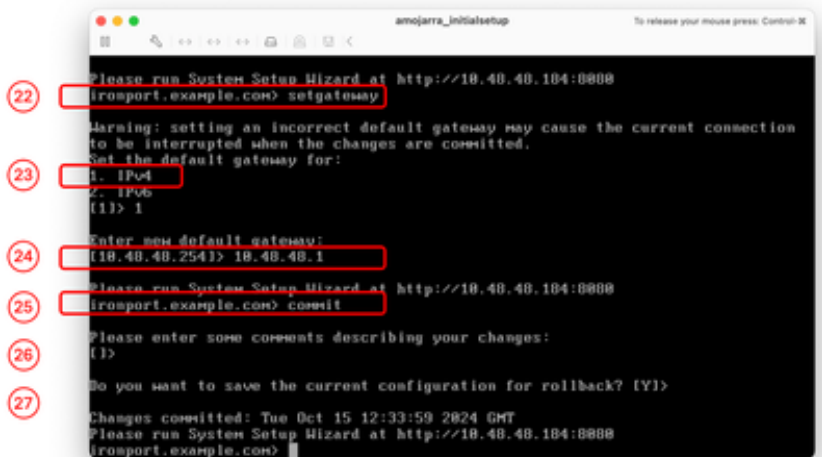 amojarra_initialsetup
To release your mouse press: Control-⌘
Please run System Setup Wizard at http://10.48.48.184:8080
22
ironport.example.com> setgateway
Warning: setting an incorrect default gateway may cause the current connection
to be interrupted when the changes are committed.
Set the default gateway for:
23
1. IPv4
2. IPv6
[1]> 1
Enter new default gateway:
24
[10.48.48.254]> 10.48.48.1
Please run System Setup Wizard at http://10.48.48.184:8080
25
ironport.example.com> commit
Please enter some comments describing your changes:
26
[]>
Do you want to save the current configuration for rollback? [Y]>
27
Changes committed: Tue Oct 15 12:33:59 2024 GMT
Please run System Setup Wizard at http://10.48.48.184:8080
ironport.example.com>